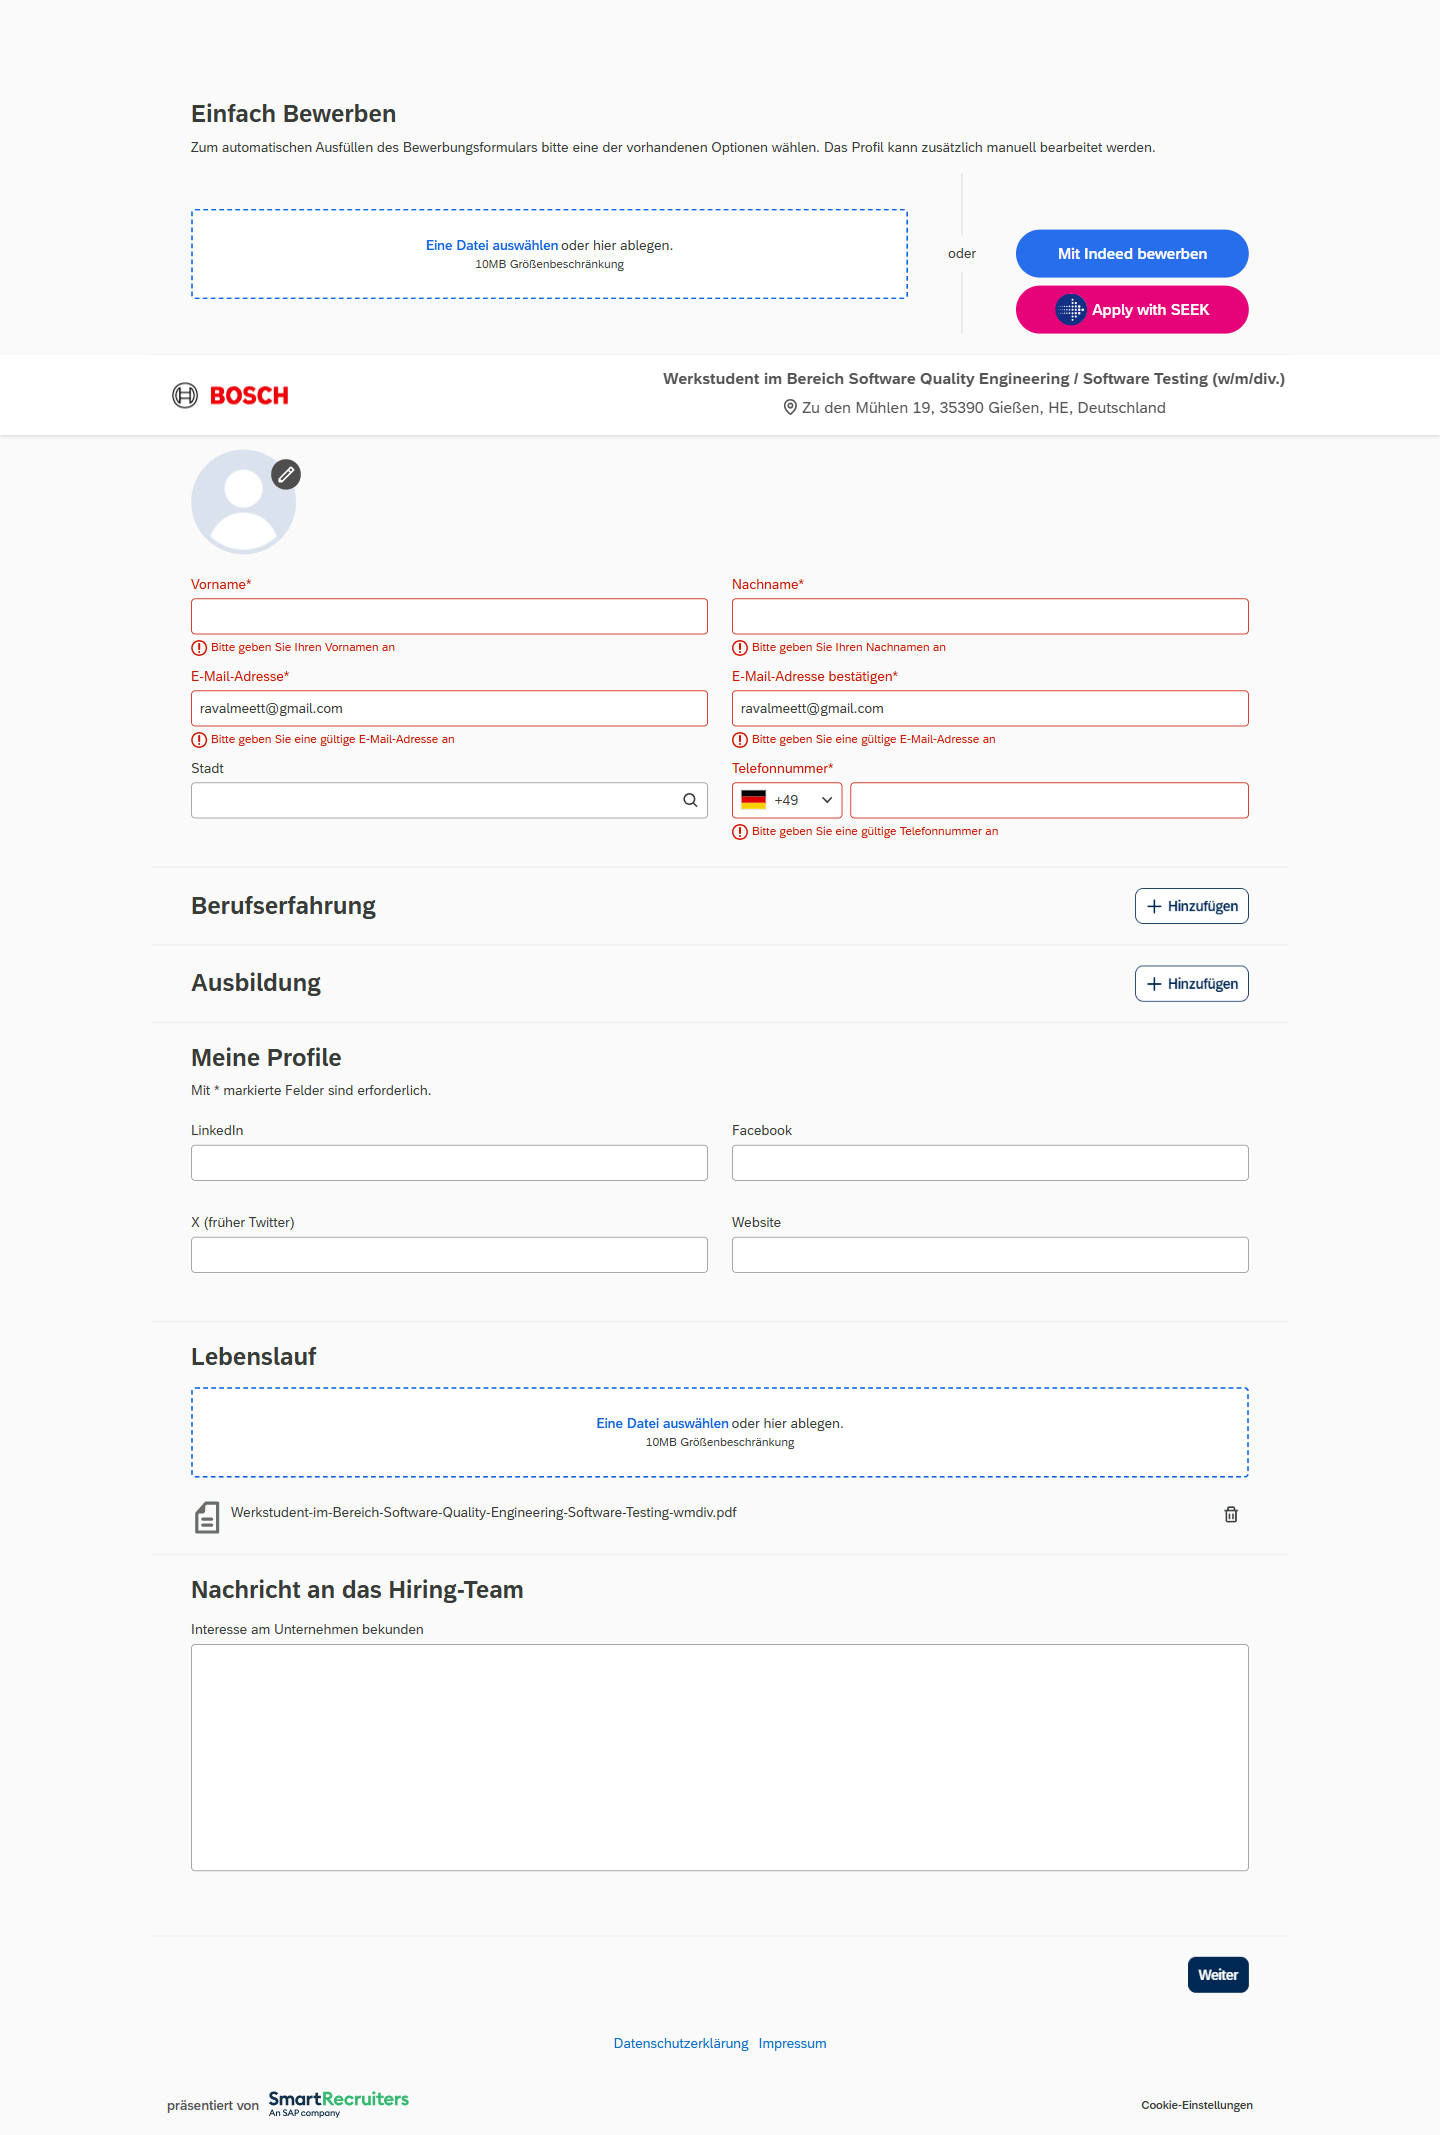 Einfach Bewerben
Zum automatischen Ausfüllen des Bewerbungsformulars bitte eine der vorhandenen Optionen wählen. Das Profil kann zusätzlich manuell bearbeitet werden.
Eine Datei auswählen oder hier ablegen.
10MB Größenbeschränkung
oder
Mit Indeed bewerben
Apply with SEEK
BOSCH
Werkstudent im Bereich Software Quality Engineering / Software Testing (w/m/div.)
Zu den Mühlen 19, 35390 Gießen, HE, Deutschland
Vorname*
Nachname*
Bitte geben Sie Ihren Vornamen an
Bitte geben Sie Ihren Nachnamen an
E-Mail-Adresse*
E-Mail-Adresse bestätigen*
ravalmeett@gmail.com
ravalmeett@gmail.com
Bitte geben Sie eine gültige E-Mail-Adresse an
Bitte geben Sie eine gültige E-Mail-Adresse an
Stadt
Telefonnummer*
+49
Bitte geben Sie eine gültige Telefonnummer an
Berufserfahrung
Hinzufügen
Ausbildung
Hinzufügen
Meine Profile
Mit * markierte Felder sind erforderlich.
LinkedIn
Facebook
X (früher Twitter)
Website
Lebenslauf
Eine Datei auswählen oder hier ablegen.
10MB Größenbeschränkung
Werkstudent-im-Bereich-Software-Quality-Engineering-Software-Testing-wmdiv.pdf
Nachricht an das Hiring-Team
Interesse am Unternehmen bekunden
Weiter
Datenschutzerklärung Impressum
präsentiert von SmartRecruiters
An SAP company
Cookie-Einstellungen